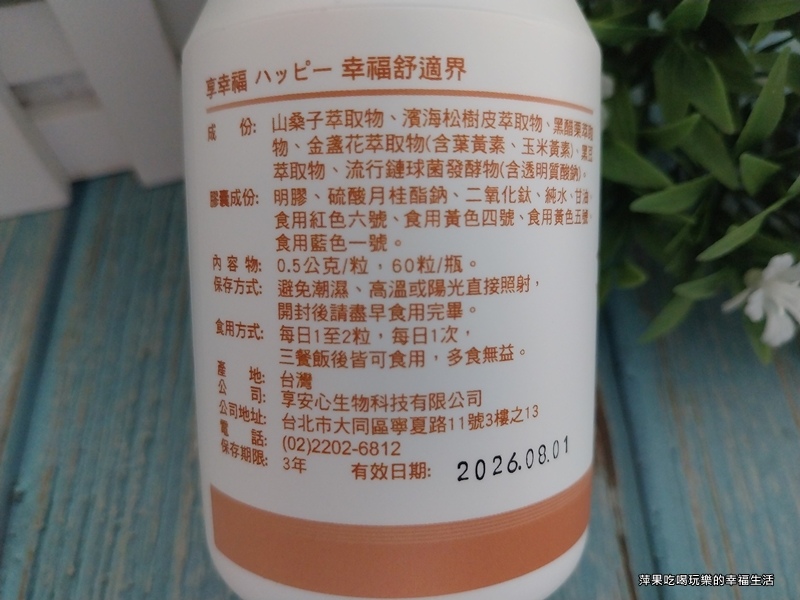 享幸福 ハッピー 幸福舒適界
成 份: 山桑子萃取物、濱海松樹皮萃取物、黑醋栗萃取
物、金盞花萃取物(含葉黃素、玉米黃素)、黑豆
萃取物、流行鏈球菌發酵物(含透明質酸鈉)。
膠囊成份: 明膠、硫酸月桂酯鈉、二氧化鈦、純水、甘油、
食用紅色六號、食用黃色四號、食用黃色五號、
食用藍色一號。
內 容 物: 0.5公克/粒，60粒/瓶。
保存方式: 避免潮濕、高溫或陽光直接照射，
開封後請盡早食用完畢。
食用方式: 每日1至2粒，每日1次，
三餐飯後皆可食用，多食無益。
產 地: 台灣
公 司: 享安心生物科技有限公司
公司地址: 台北市大同區寧夏路11號3樓之13
電 話: (02)2202-6812
保存期限: 3年 有效日期: 2026.08.01
萍果吃喝玩樂的幸福生活